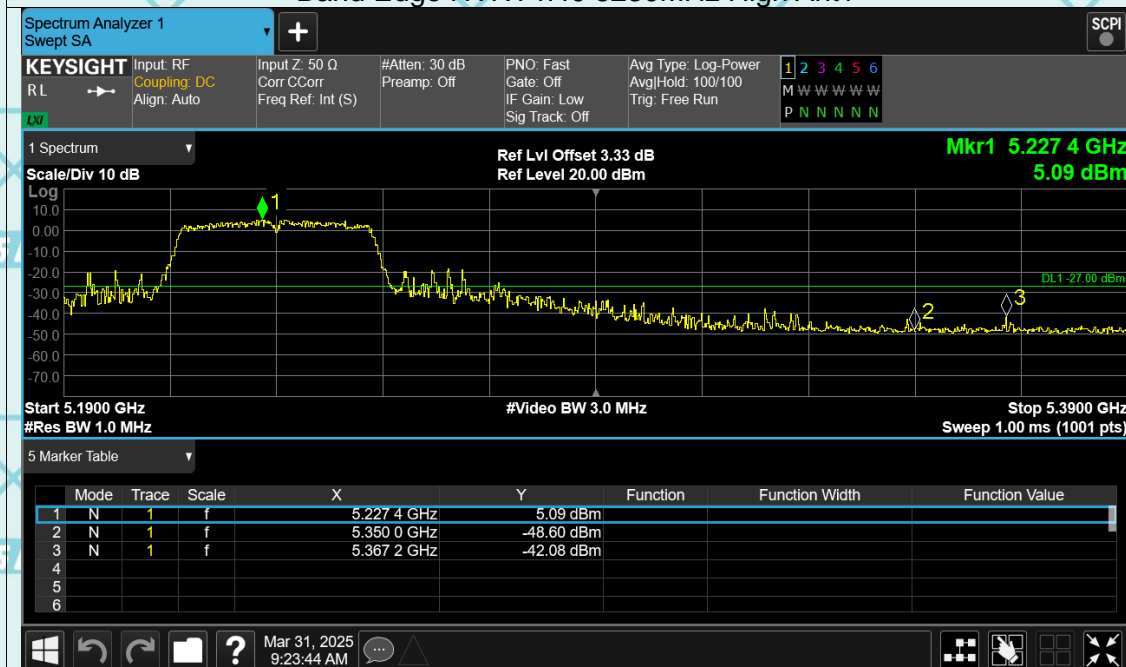 Spectrum Analyzer 1
Swept SA
+
SCPI
KEYSIGHT
R L
LXI
Input: RF
Coupling: DC
Align: Auto
Input Z: 50 Ω
Corr CCorr
Freq Ref: Int (S)
#Atten: 30 dB
Preamp: Off
PNO: Fast
Gate: Off
IF Gain: Low
Sig Track: Off
Avg Type: Log-Power
Avg|Hold: 100/100
Trig: Free Run
1 2 3 4 5 6
M W W W W W
P N N N N N
1 Spectrum
Scale/Div 10 dB
Ref Lvl Offset 3.33 dB
Ref Level 20.00 dBm
Mkr1 5.227 4 GHz
5.09 dBm
Log
10.0
0.00
-10.0
-20.0
-30.0
-40.0
-50.0
-60.0
-70.0
1
2
3
DL1 -27.00 dBm
Start 5.1900 GHz
#Video BW 3.0 MHz
Stop 5.3900 GHz
#Res BW 1.0 MHz
Sweep 1.00 ms (1001 pts)
5 Marker Table
Mode Trace Scale X Y Function Function Width Function Value
1 N 1 f 5.227 4 GHz 5.09 dBm
2 N 1 f 5.350 0 GHz -48.60 dBm
3 N 1 f 5.367 2 GHz -42.08 dBm
4
5
6
?
Mar 31, 2025
9:23:44 AM